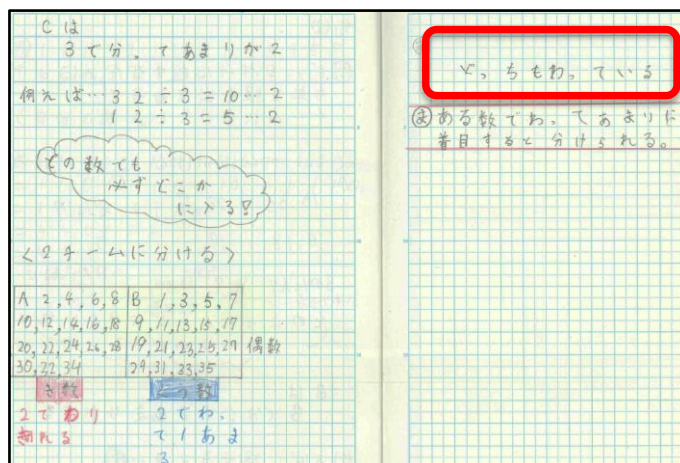 Cは
3で分、てあまりが2
例えば…32÷3=10…2
12÷3=5…2
どの数でも
必ずどこか
に入る!
<2チームに分ける>
A 2,4,6,8
10,12,14,16,18
20,22,24,26,28
30,32,34
B 1,3,5,7
9,11,13,15,17
19,21,23,25,27
29,31,33,35
偶数
き数
2でわり
きれる
2でわ、
て1あま
る
ど、ちもわ、ている
ま ある数でわ、てあまりに
着目すると分けられる。